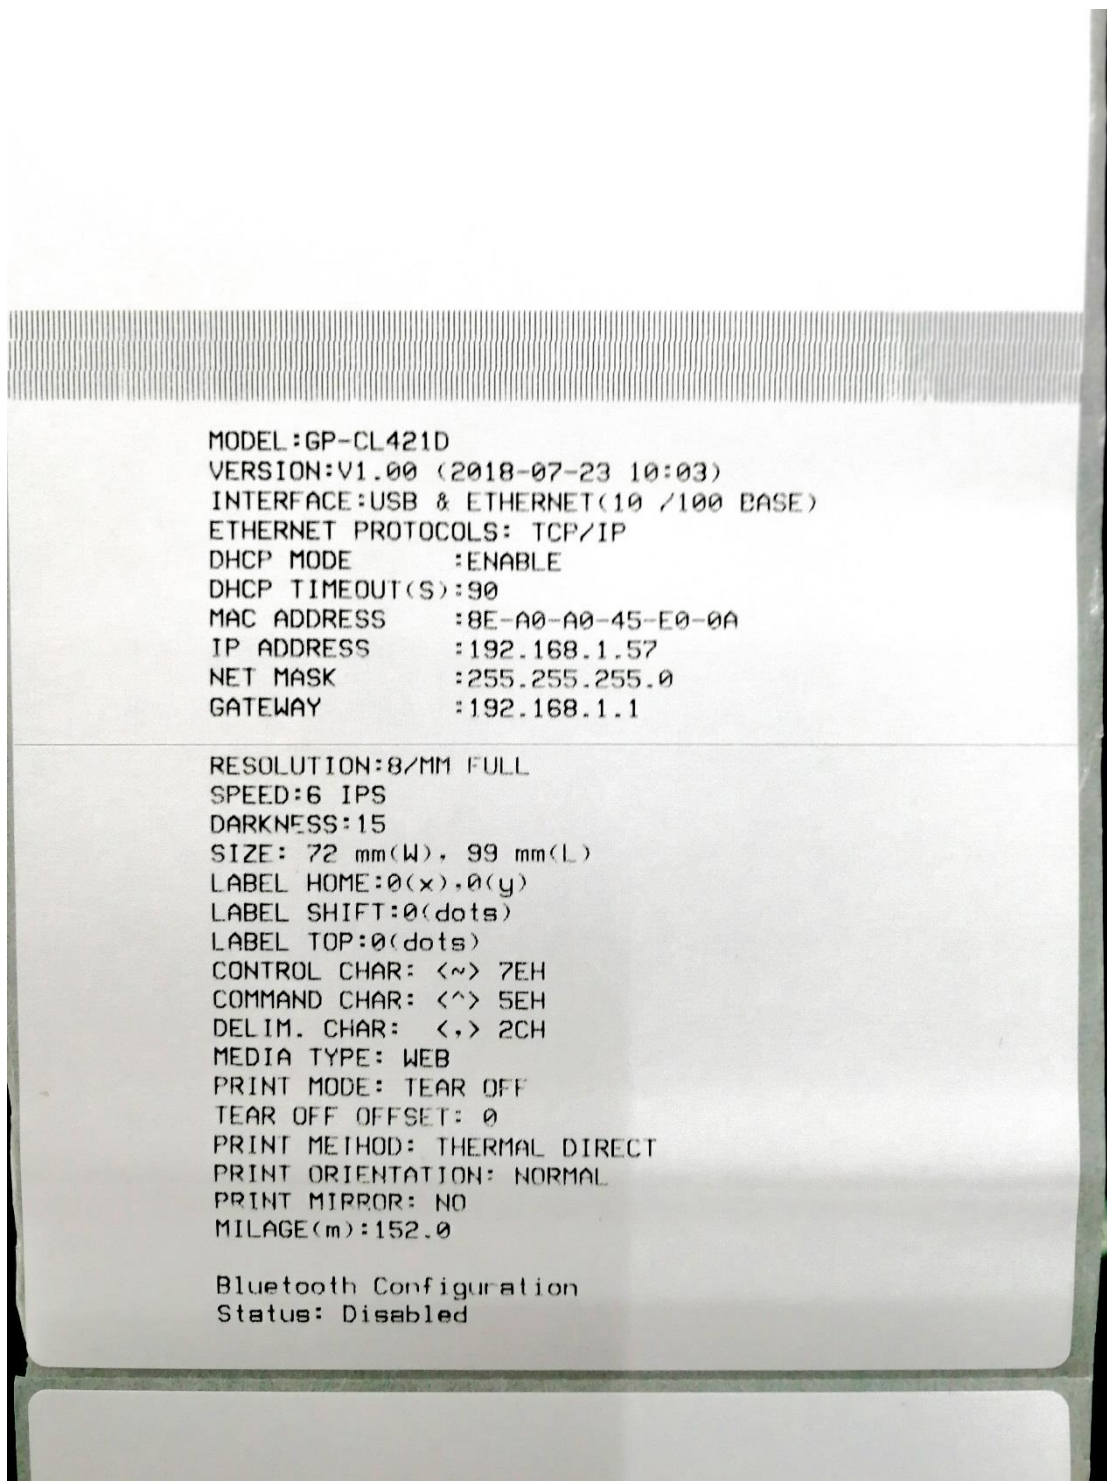 MODEL:GP-CL421D
VERSION:V1.00 (2018-07-23 10:03)
INTERFACE:USB & ETHERNET(10 /100 BASE)
ETHERNET PROTOCOLS: TCP/IP
DHCP MODE :ENABLE
DHCP TIMEOUT(S):90
MAC ADDRESS :8E-A0-A0-45-E0-0A
IP ADDRESS :192.168.1.57
NET MASK :255.255.255.0
GATEWAY :192.168.1.1
RESOLUTION:8/MM FULL
SPEED:6 IPS
DARKNESS:15
SIZE: 72 mm(W), 99 mm(L)
LABEL HOME:0(x),0(y)
LABEL SHIFT:0(dots)
LABEL TOP:0(dots)
CONTROL CHAR: <~> 7EH
COMMAND CHAR: <^> 5EH
DELIM. CHAR: <,> 2CH
MEDIA TYPE: WEB
PRINT MODE: TEAR OFF
TEAR OFF OFFSET: 0
PRINT METHOD: THERMAL DIRECT
PRINT ORIENTATION: NORMAL
PRINT MIRROR: NO
MILAGE(m):152.0
Bluetooth Configuration
Status: Disabled